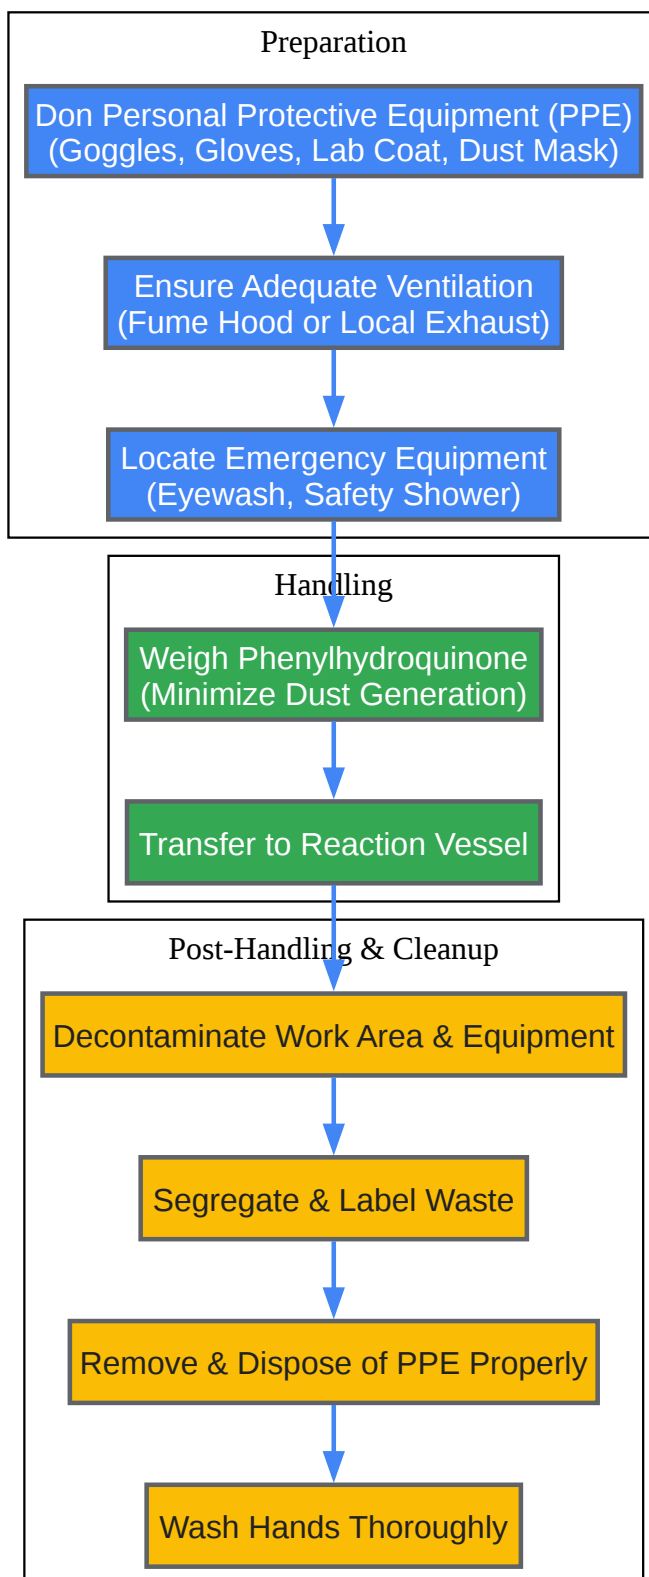 Preparation
Don Personal Protective Equipment (PPE)
(Goggles, Gloves, Lab Coat, Dust Mask)
Ensure Adequate Ventilation
(Fume Hood or Local Exhaust)
Locate Emergency Equipment
(Eyewash, Safety Shower)
Handling
Weigh Phenylhydroquinone
(Minimize Dust Generation)
Transfer to Reaction Vessel
Post-Handling & Cleanup
Decontaminate Work Area & Equipment
Segregate & Label Waste
Remove & Dispose of PPE Properly
Wash Hands Thoroughly